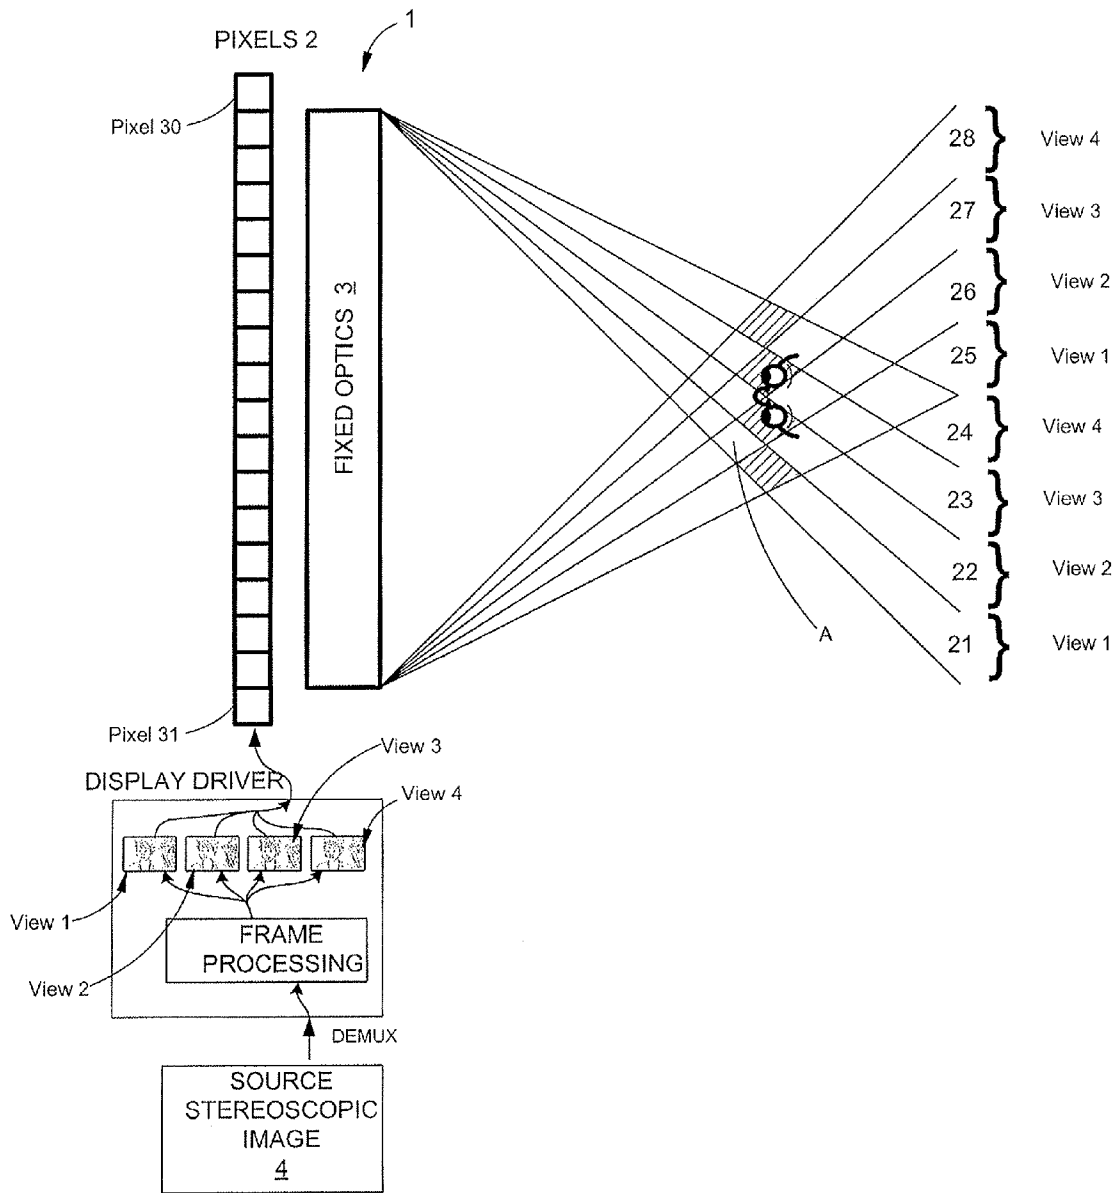 1
PIXELS 2
Pixel 30
FIXED OPTICS 3
28 View 4
27 View 3
26 View 2
25 View 1
24 View 4
23 View 3
22 View 2
21 View 1
A
Pixel 31
View 3
DISPLAY DRIVER
View 4
View 1
FRAME
PROCESSING
View 2
DEMUX
SOURCE
STEREOSCOPIC
IMAGE
4